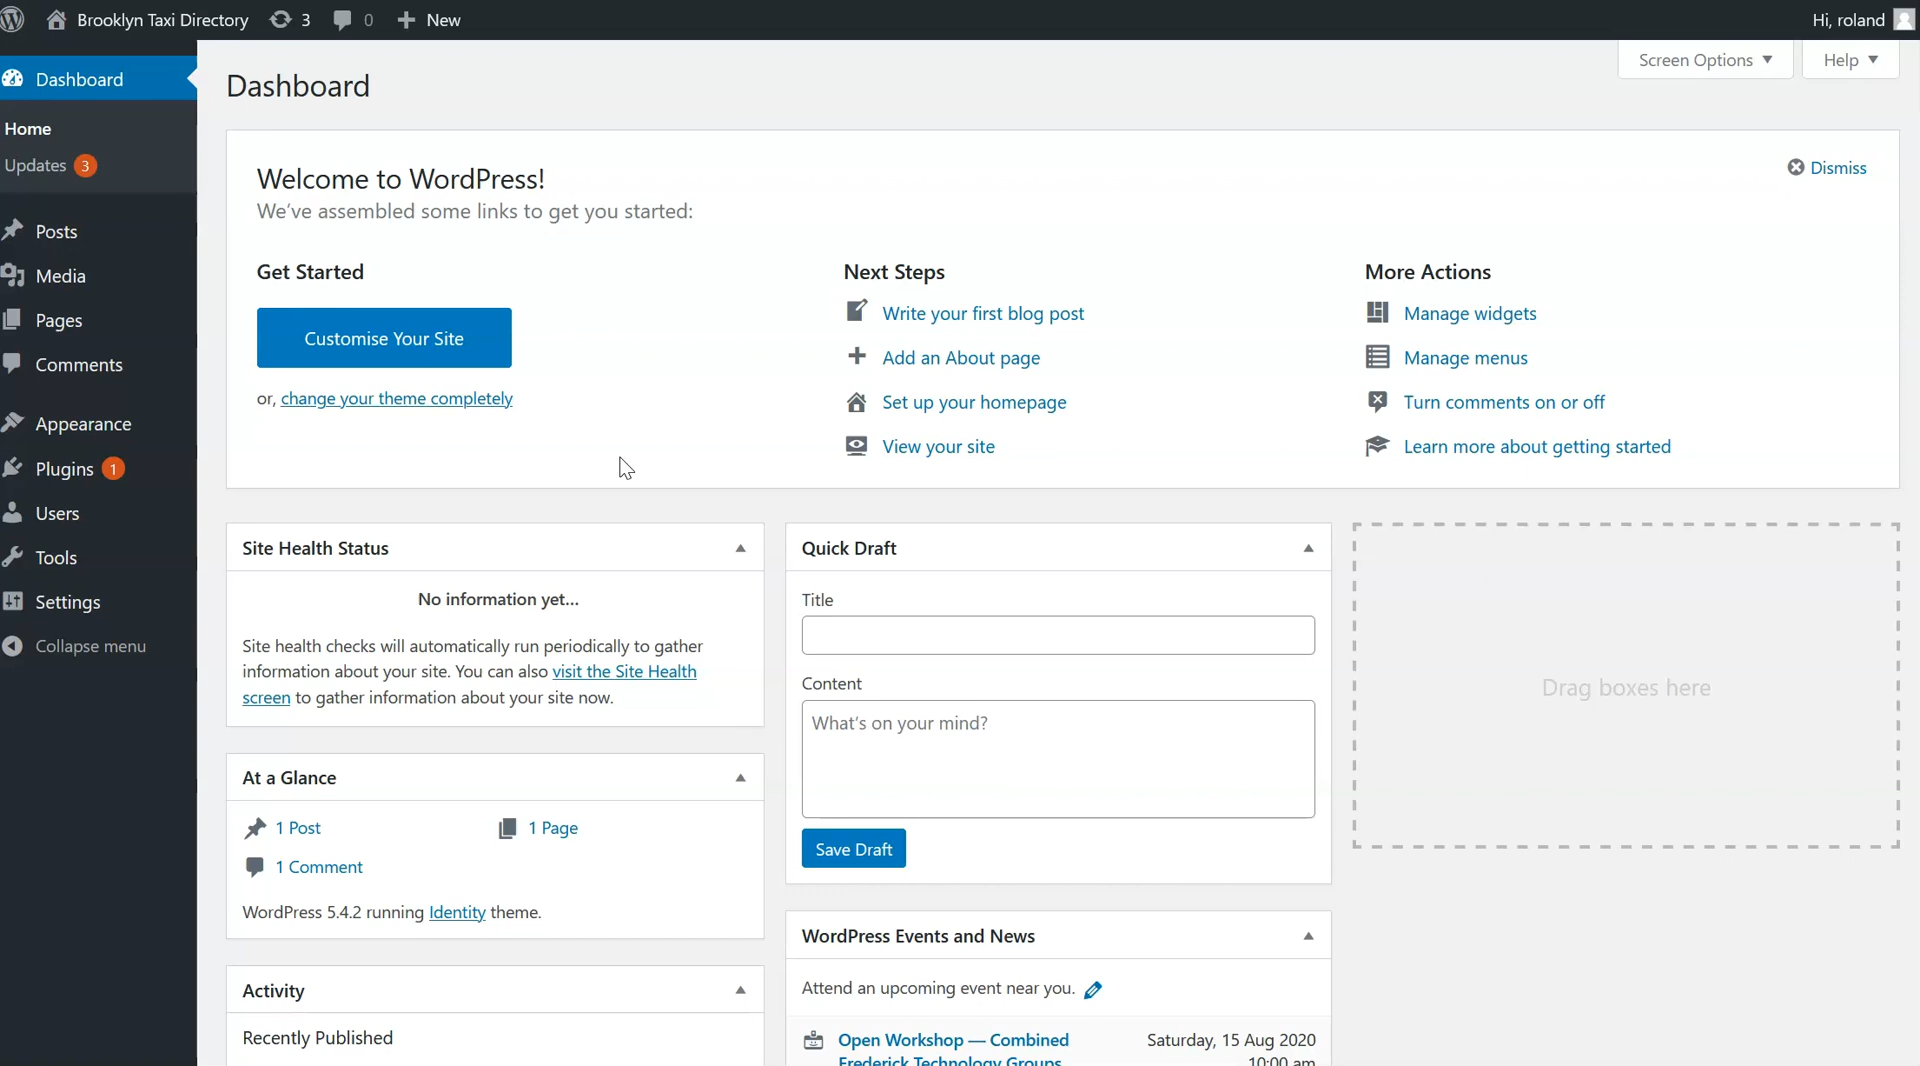 Brooklyn Taxi Directory 3 0 New
Hi, roland
Dashboard
Home
Updates 3
Posts
Media
Pages
Comments
Appearance
Plugins 1
Users
Tools
Settings
Collapse menu
Screen Options
Help
Dashboard
Welcome to WordPress!
We've assembled some links to get you started:
Dismiss
Get Started
Customise Your Site
or, change your theme completely
Next Steps
Write your first blog post
Add an About page
Set up your homepage
View your site
More Actions
Manage widgets
Manage menus
Turn comments on or off
Learn more about getting started
Site Health Status
No information yet...
Site health checks will automatically run periodically to gather
information about your site. You can also visit the Site Health
screen to gather information about your site now.
At a Glance
1 Post
1 Page
1 Comment
WordPress 5.4.2 running Identity theme.
Activity
Recently Published
Quick Draft
Title
Content
What's on your mind?
Save Draft
WordPress Events and News
Attend an upcoming event near you.
Open Workshop — Combined
Frederick Technology Groups
Saturday, 15 Aug 2020
10:00 am
Drag boxes here